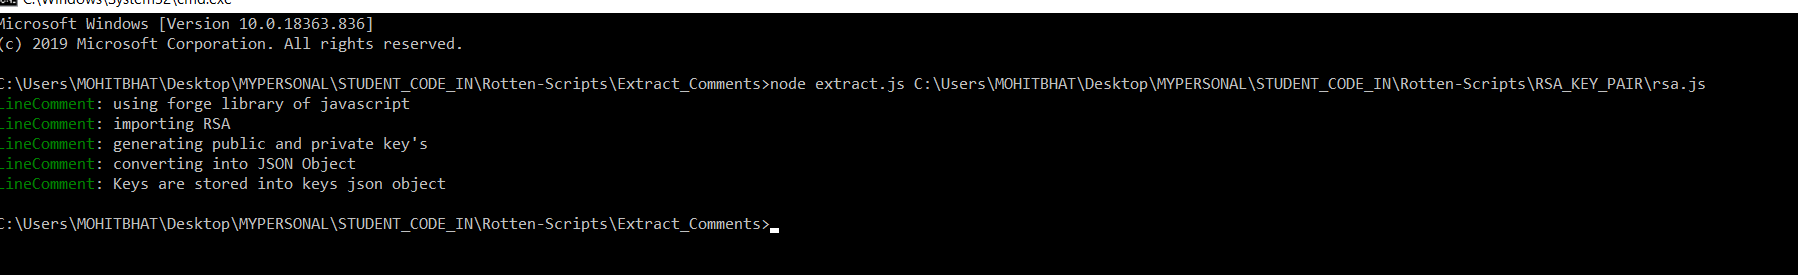 C:\Windows\System32\cmd.exe
Microsoft Windows [Version 10.0.18363.836]
(c) 2019 Microsoft Corporation. All rights reserved.
C:\Users\MOHITBHAT\Desktop\MYPERSONAL\STUDENT_CODE_IN\Rotten-Scripts\Extract_Comments>node extract.js C:\Users\MOHITBHAT\Desktop\MYPERSONAL\STUDENT_CODE_IN\Rotten-Scripts\RSA_KEY_PAIR\rsa.js
LineComment: using forge library of javascript
LineComment: importing RSA
LineComment: generating public and private key's
LineComment: converting into JSON Object
LineComment: Keys are stored into keys json object
C:\Users\MOHITBHAT\Desktop\MYPERSONAL\STUDENT_CODE_IN\Rotten-Scripts\Extract_Comments>